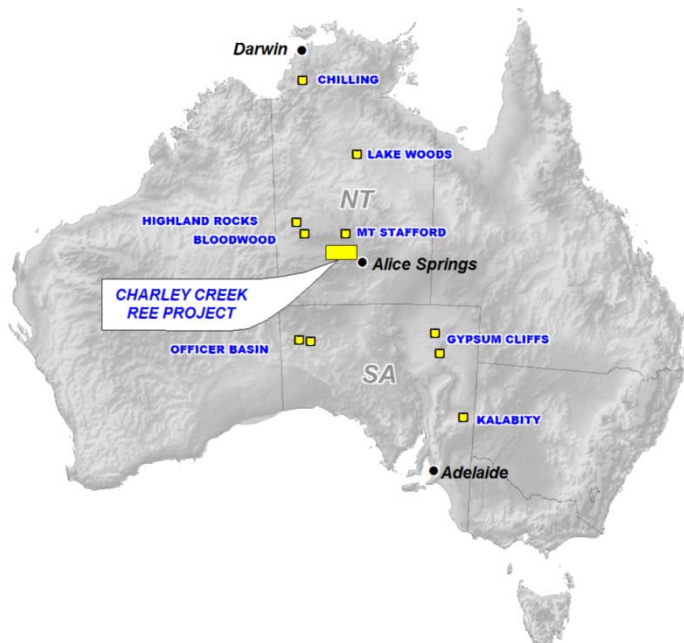 Darwin
CHILLING
LAKE WOODS
NT
HIGHLAND ROCKS
BLOODWOOD
MT STAFFORD
Alice Springs
CHARLEY CREEK
REE PROJECT
OFFICER BASIN
GYPSUM CLIFFS
SA
KALABITY
Adelaide